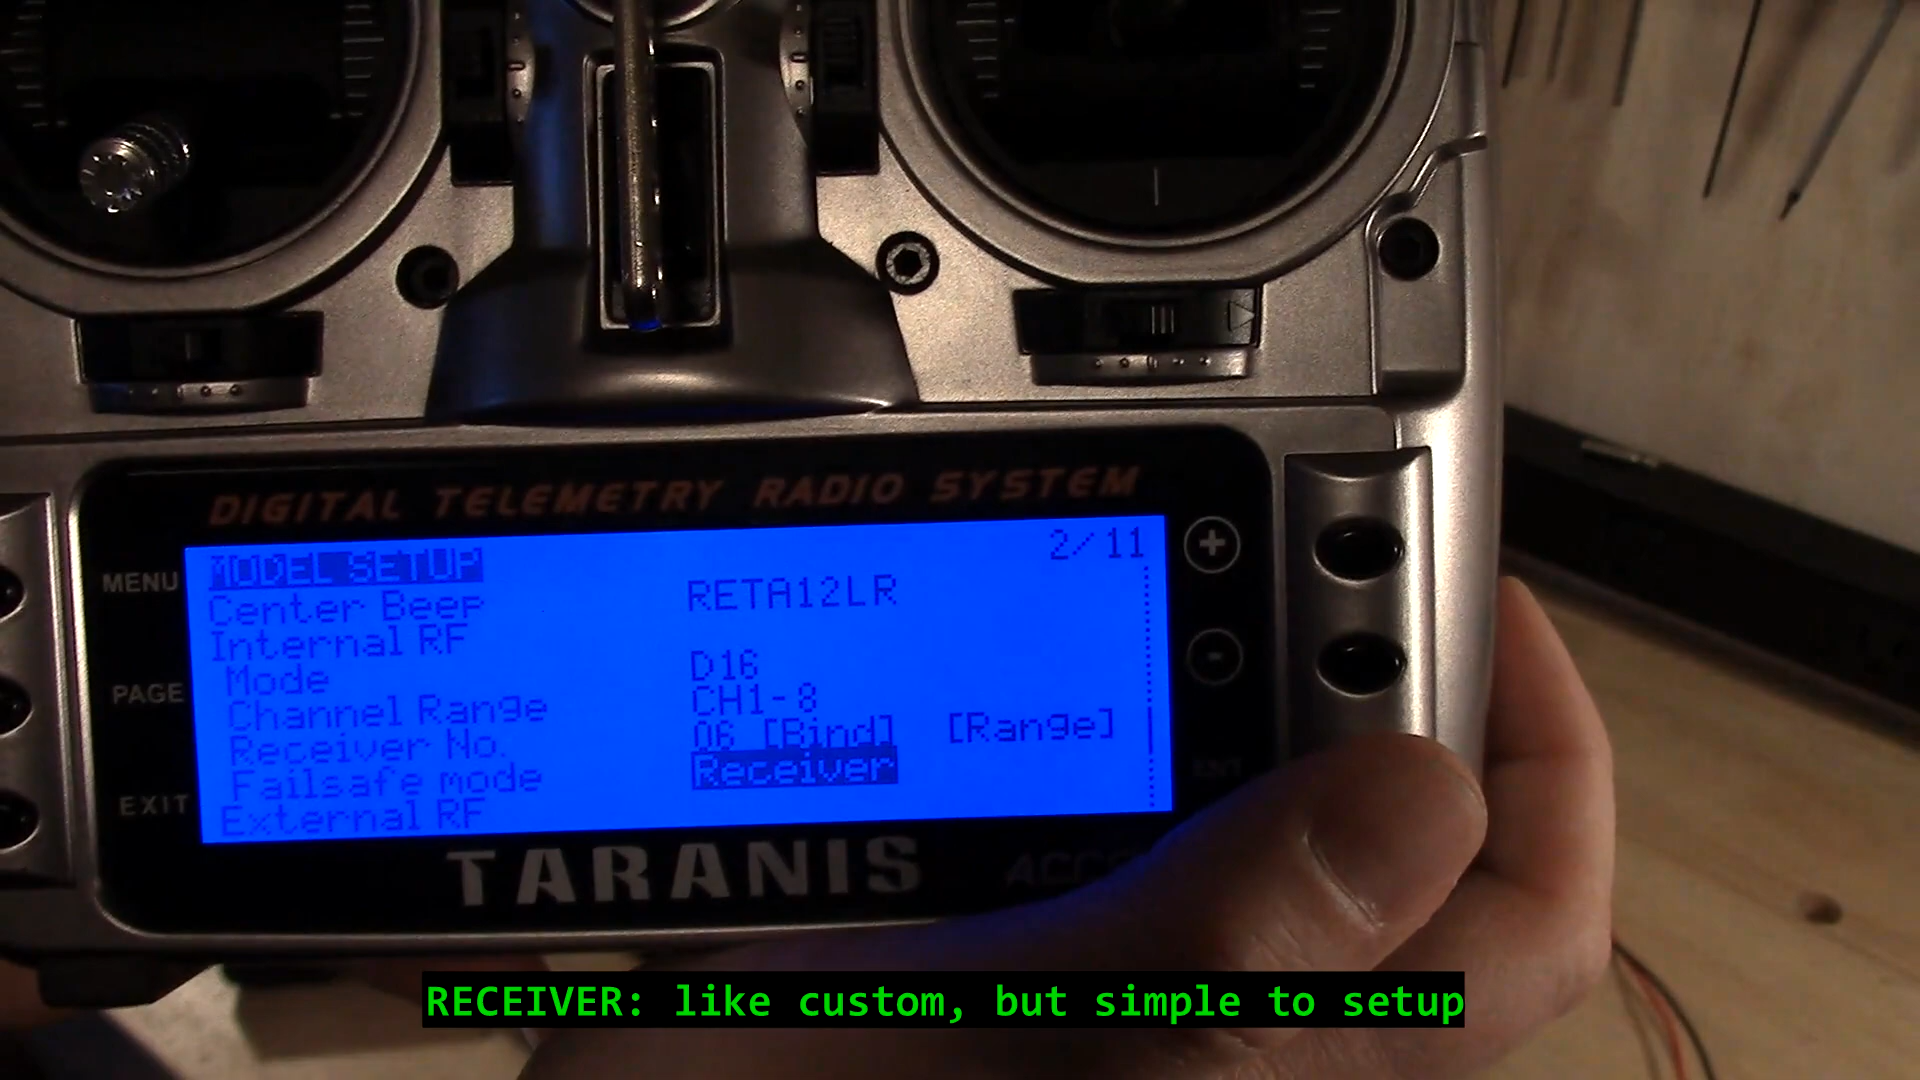 DIGITAL TELEMETRY RADIO SYSTEM
MODEL SETUP 2/11
Center Beep RETA12LR
Internal RF
Mode D16
Channel Range CH1-8
Receiver No. 06 [Bind] [Range]
Failsafe mode Receiver
External RF
MENU
PAGE
EXIT
+
-
TARANIS
RECEIVER: like custom, but simple to setup